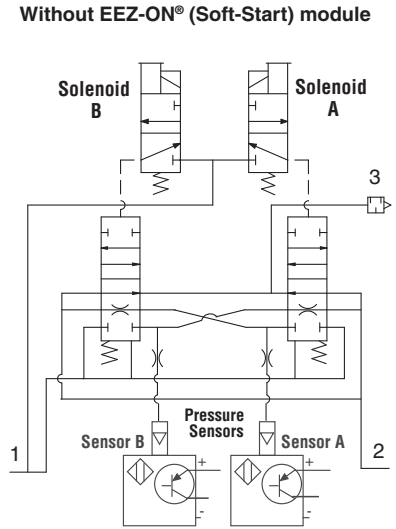 Without EEZ-ON® (Soft-Start) module
Solenoid
B
Solenoid
A
3
1
Pressure
Sensors
Sensor B
Sensor A
2
+
-
+
-